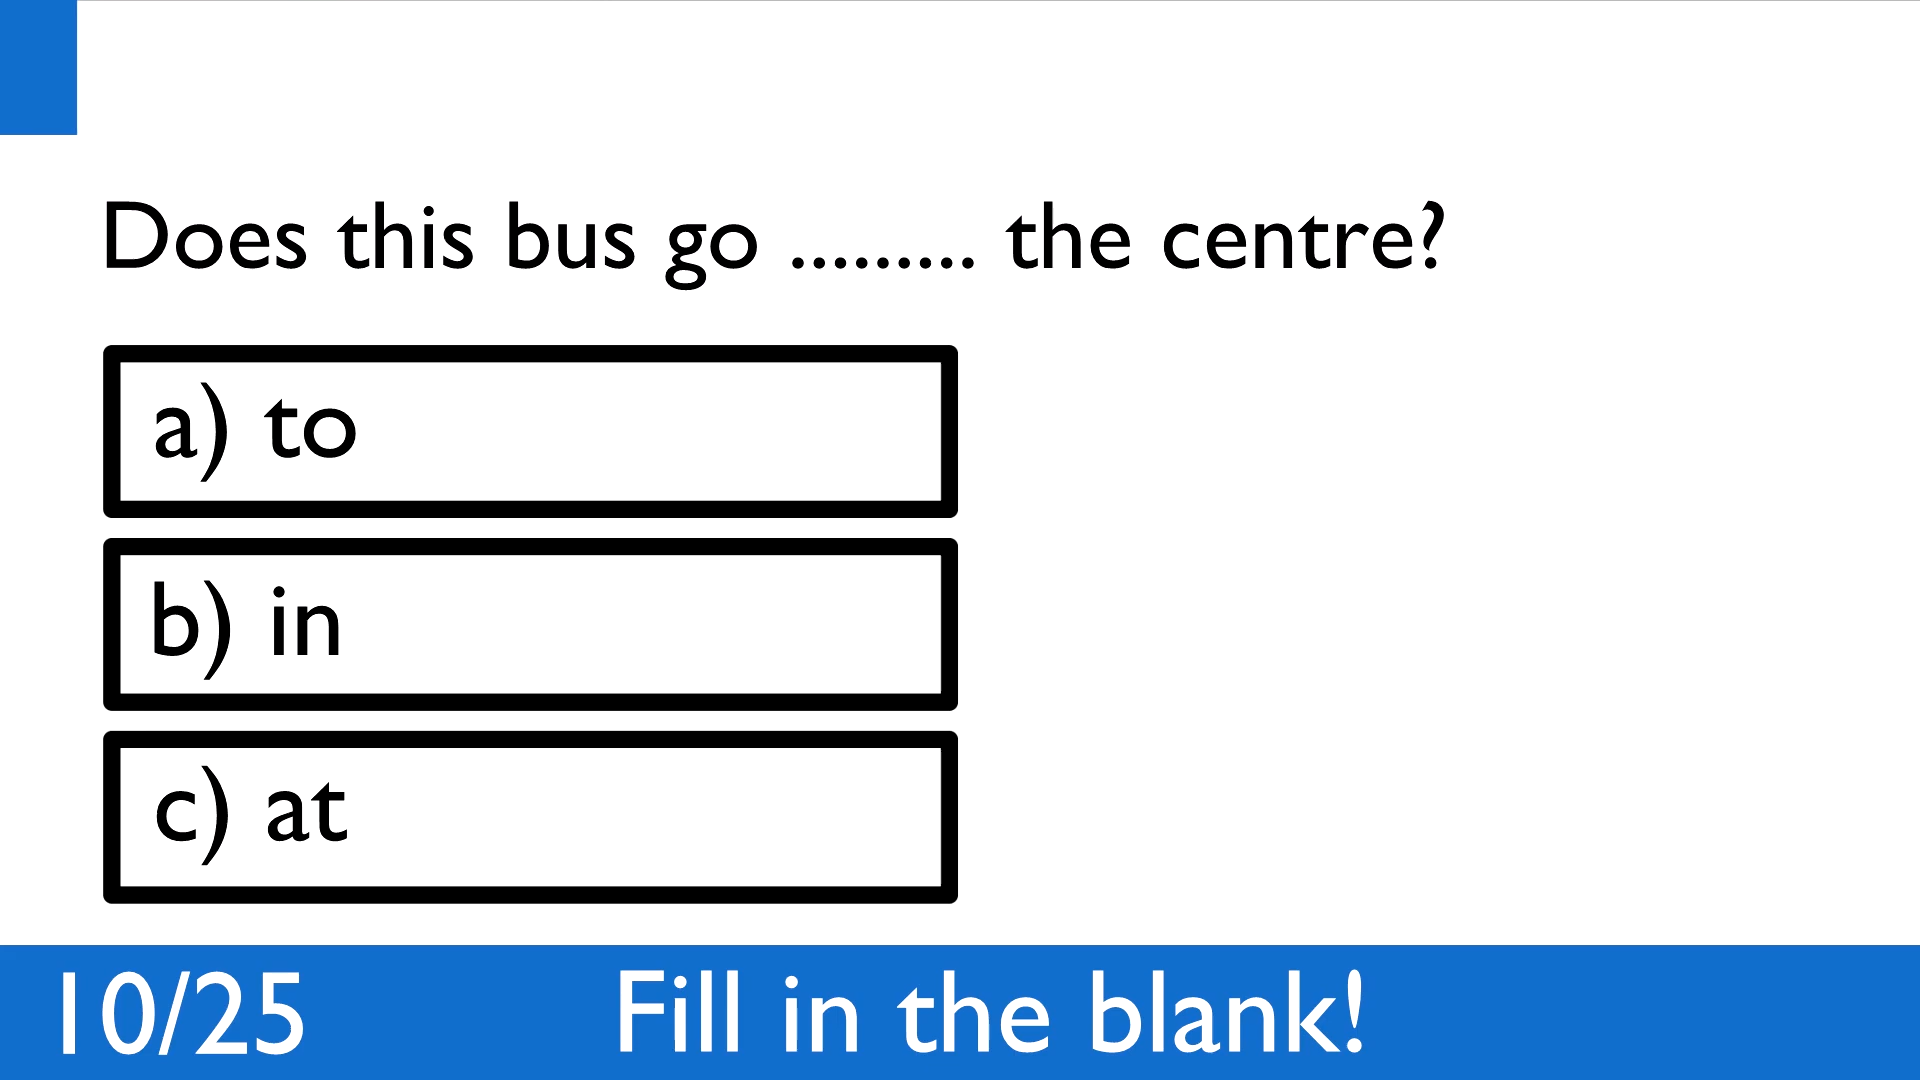 Does this bus go ......... the centre?
a) to
b) in
c) at
10/25 Fill in the blank!